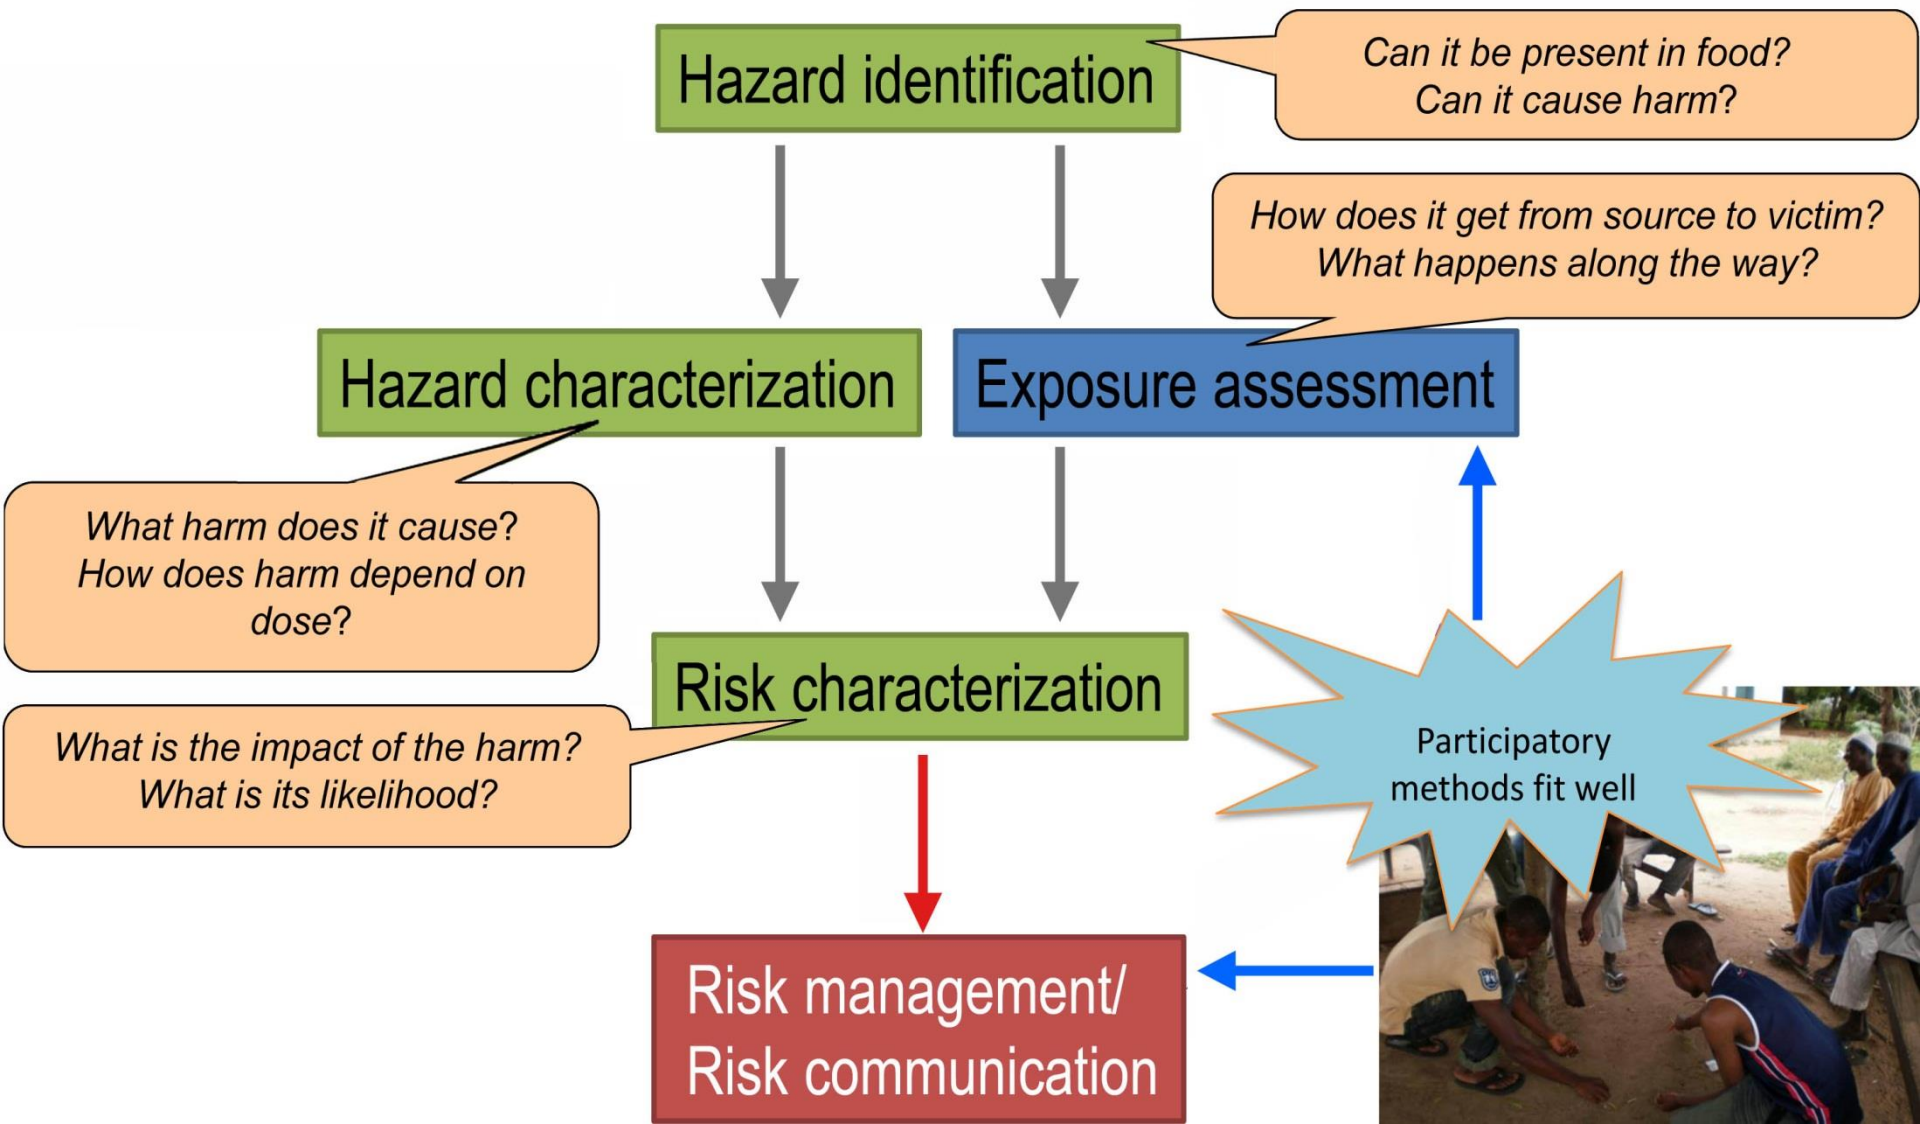 Hazard identification
Can it be present in food?
Can it cause harm?
How does it get from source to victim?
What happens along the way?
Hazard characterization
Exposure assessment
What harm does it cause?
How does harm depend on
dose?
Risk characterization
What is the impact of the harm?
What is its likelihood?
Participatory
methods fit well
Risk management/
Risk communication